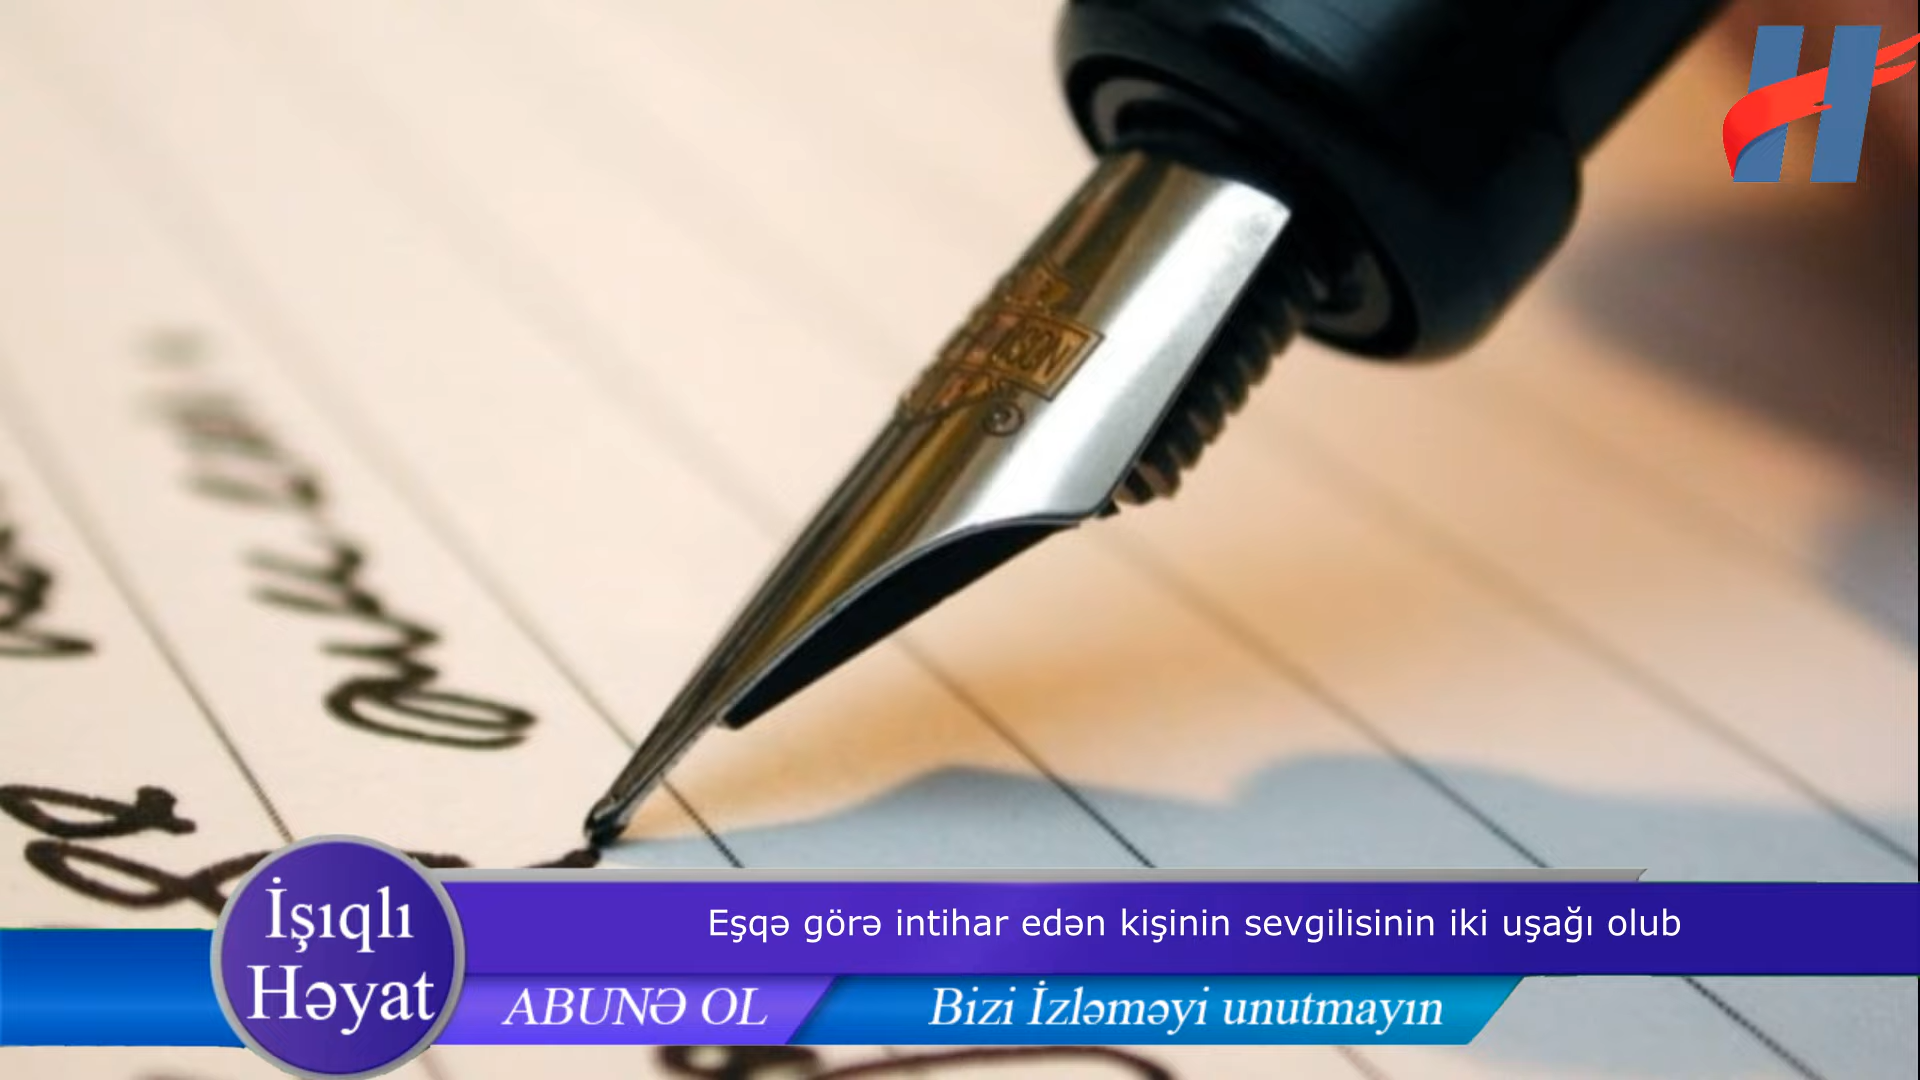 H
Eşqə görə intihar edən kişinin sevgilisinin iki uşağı olub
İşıqlı
Həyat
ABUNƏ OL
Bizi İzləməyi unutmayın